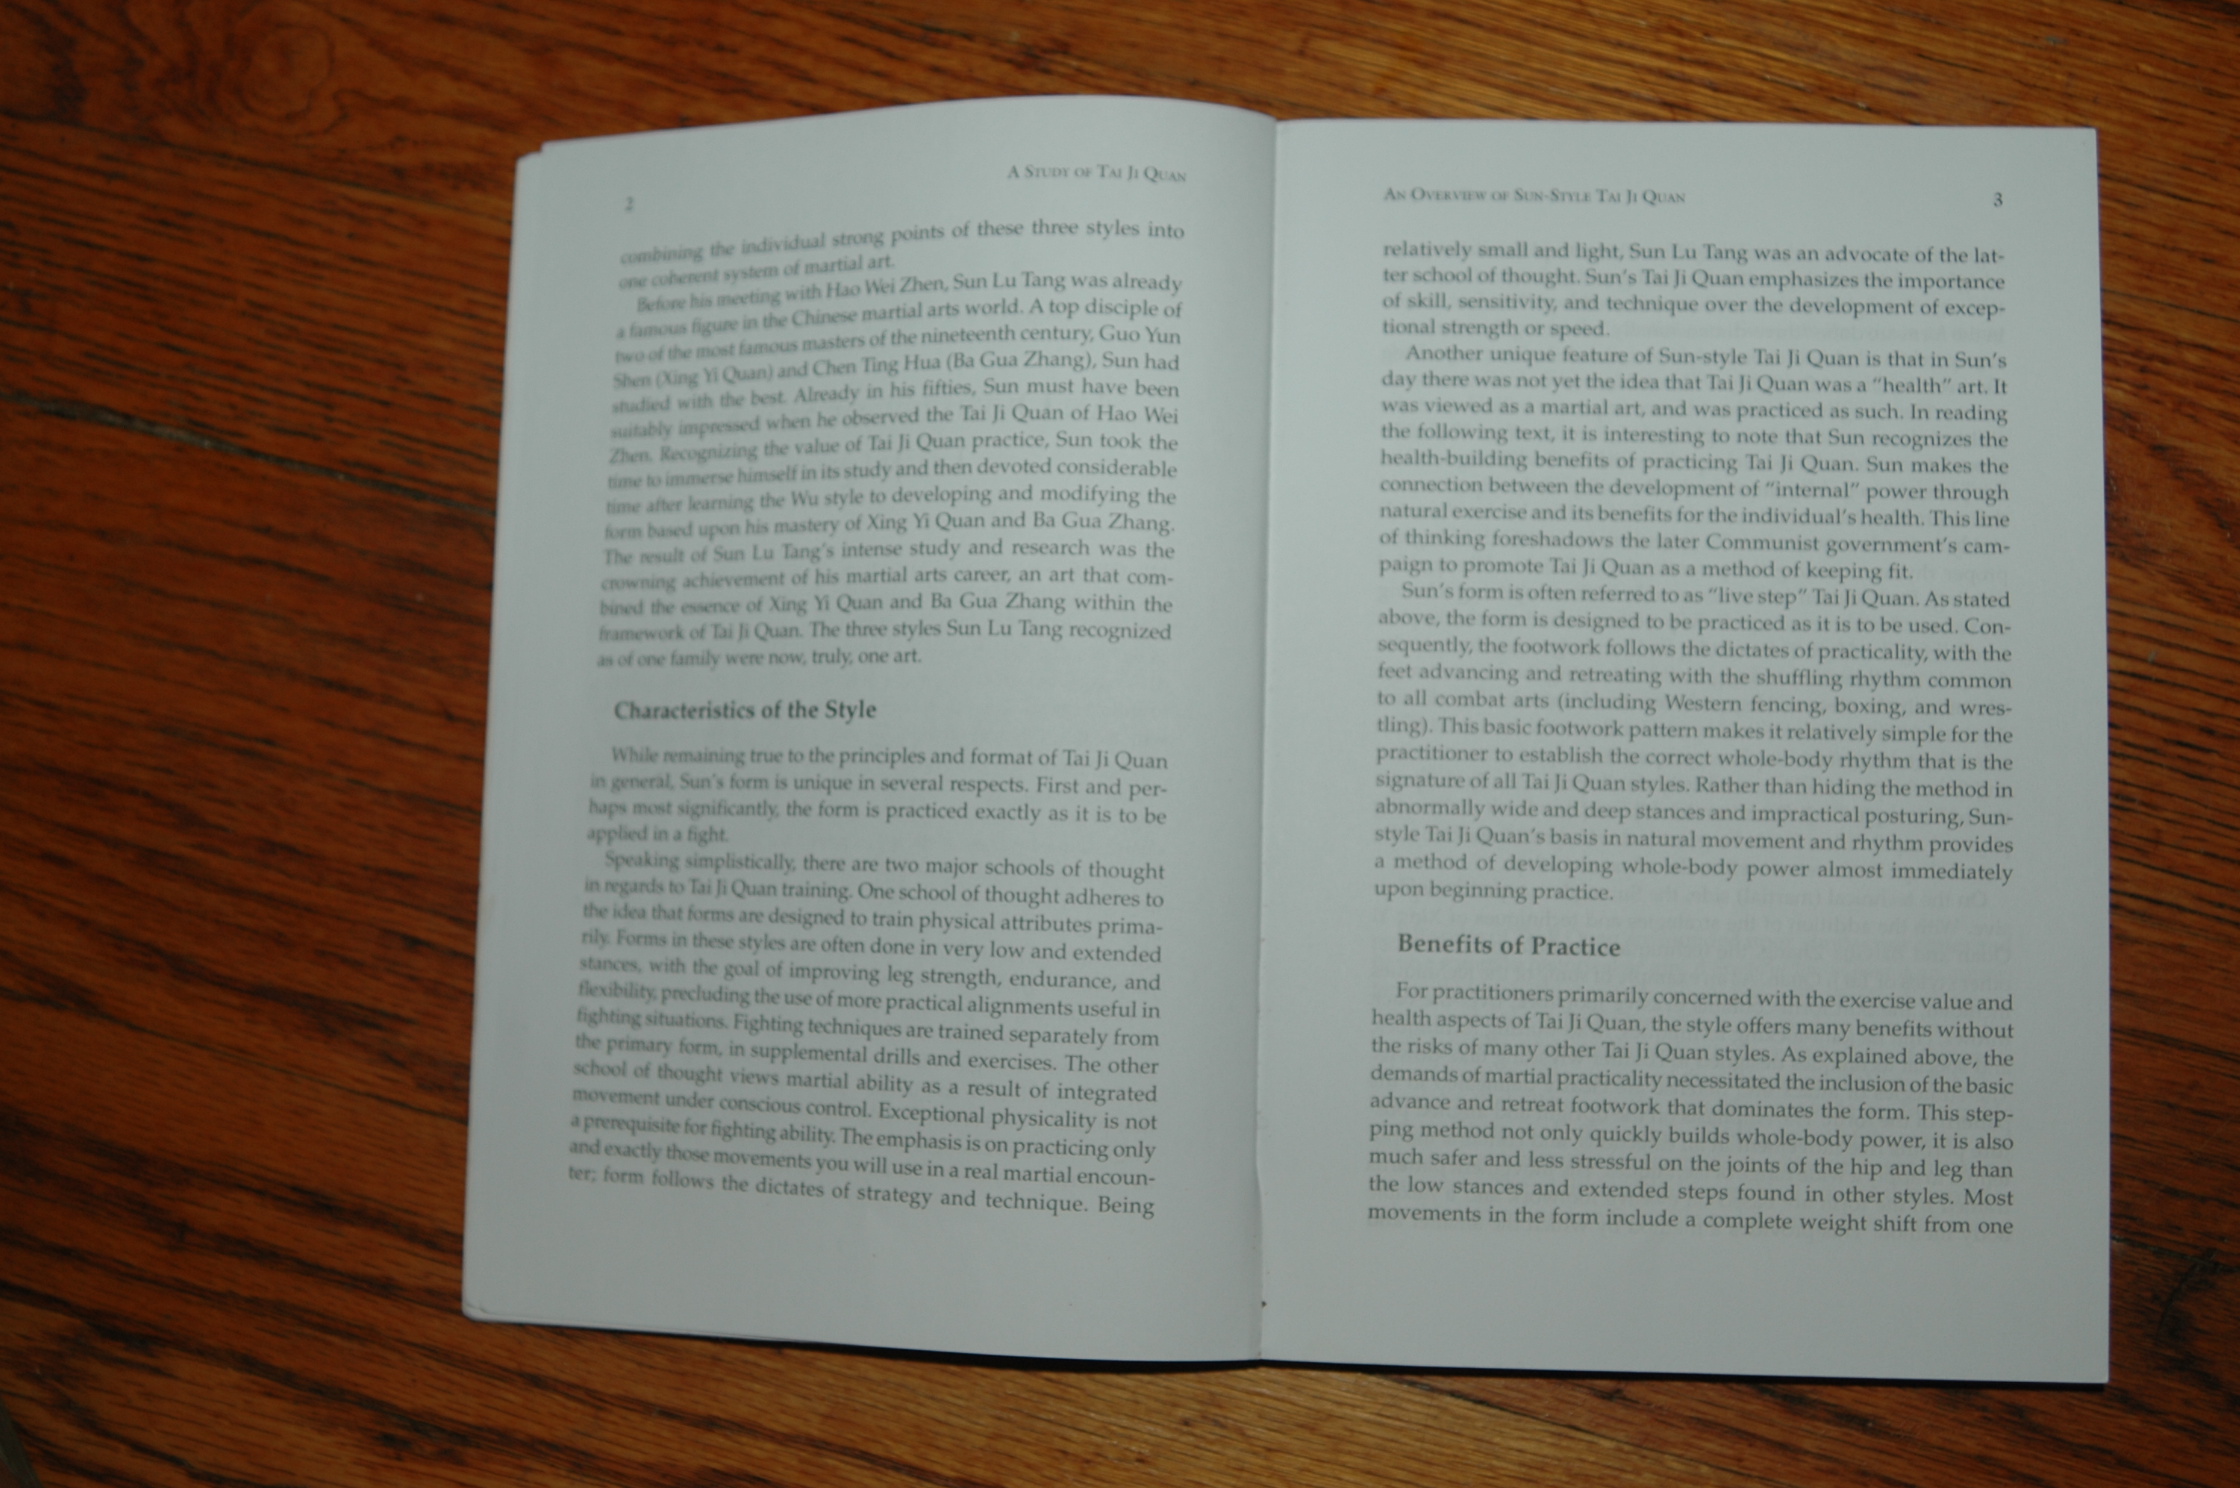 2
A STUDY OF TAI JI QUAN
combining the individual strong points of these three styles into
one coherent system of martial art.
Before his meeting with Hao Wei Zhen, Sun Lu Tang was already
a famous figure in the Chinese martial arts world. A top disciple of
two of the most famous masters of the nineteenth century, Guo Yun
Shen (Xing Yi Quan) and Chen Ting Hua (Ba Gua Zhang), Sun had
studied with the best. Already in his fifties, Sun must have been
suitably impressed when he observed the Tai Ji Quan of Hao Wei
Zhen. Recognizing the value of Tai Ji Quan practice, Sun took the
time to immerse himself in its study and then devoted considerable
time after learning the Wu style to developing and modifying the
form based upon his mastery of Xing Yi Quan and Ba Gua Zhang.
The result of Sun Lu Tang's intense study and research was the
crowning achievement of his martial arts career, an art that com-
bined the essence of Xing Yi Quan and Ba Gua Zhang within the
framework of Tai Ji Quan. The three styles Sun Lu Tang recognized
as of one family were now, truly, one art.
Characteristics of the Style
While remaining true to the principles and format of Tai Ji Quan
in general, Sun's form is unique in several respects. First and per-
haps most significantly, the form is practiced exactly as it is to be
applied in a fight.
Speaking simplistically, there are two major schools of thought
in regards to Tai Ji Quan training. One school of thought adheres to
the idea that forms are designed to train physical attributes prima-
rily. Forms in these styles are often done in very low and extended
stances, with the goal of improving leg strength, endurance, and
flexibility, precluding the use of more practical alignments useful in
fighting situations. Fighting techniques are trained separately from
the primary form, in supplemental drills and exercises. The other
school of thought views martial ability as a result of integrated
movement under conscious control. Exceptional physicality is not
a prerequisite for fighting ability. The emphasis is on practicing only
and exactly those movements you will use in a real martial encoun-
ter; form follows the dictates of strategy and technique. Being
AN OVERVIEW OF SUN-STYLE TAI JI QUAN
3
relatively small and light, Sun Lu Tang was an advocate of the lat-
ter school of thought. Sun's Tai Ji Quan emphasizes the importance
of skill, sensitivity, and technique over the development of excep-
tional strength or speed.
Another unique feature of Sun-style Tai Ji Quan is that in Sun's
day there was not yet the idea that Tai Ji Quan was a "health" art. It
was viewed as a martial art, and was practiced as such. In reading
the following text, it is interesting to note that Sun recognizes the
health-building benefits of practicing Tai Ji Quan. Sun makes the
connection between the development of "internal" power through
natural exercise and its benefits for the individual's health. This line
of thinking foreshadows the later Communist government's cam-
paign to promote Tai Ji Quan as a method of keeping fit.
Sun's form is often referred to as "live step" Tai Ji Quan. As stated
above, the form is designed to be practiced as it is to be used. Con-
sequently, the footwork follows the dictates of practicality, with the
feet advancing and retreating with the shuffling rhythm common
to all combat arts (including Western fencing, boxing, and wres-
tling). This basic footwork pattern makes it relatively simple for the
practitioner to establish the correct whole-body rhythm that is the
signature of all Tai Ji Quan styles. Rather than hiding the method in
abnormally wide and deep stances and impractical posturing, Sun-
style Tai Ji Quan's basis in natural movement and rhythm provides
a method of developing whole-body power almost immediately
upon beginning practice.
Benefits of Practice
For practitioners primarily concerned with the exercise value and
health aspects of Tai Ji Quan, the style offers many benefits without
the risks of many other Tai Ji Quan styles. As explained above, the
demands of martial practicality necessitated the inclusion of the basic
advance and retreat footwork that dominates the form. This step-
ping method not only quickly builds whole-body power, it is also
much safer and less stressful on the joints of the hip and leg than
the low stances and extended steps found in other styles. Most
movements in the form include a complete weight shift from one